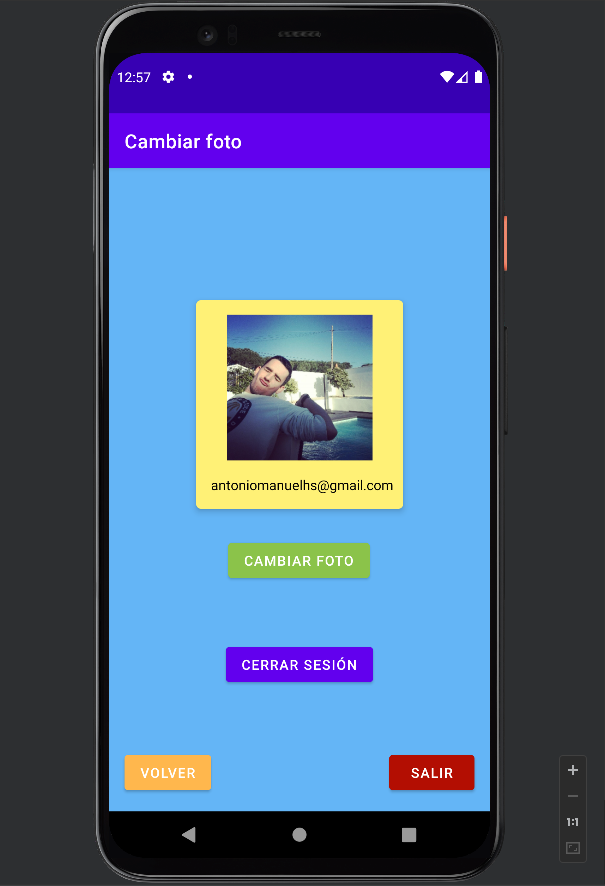 12:57
Cambiar foto
antoniomanuelhs@gmail.com
CAMBIAR FOTO
CERRAR SESIÓN
VOLVER
SALIR
1:1